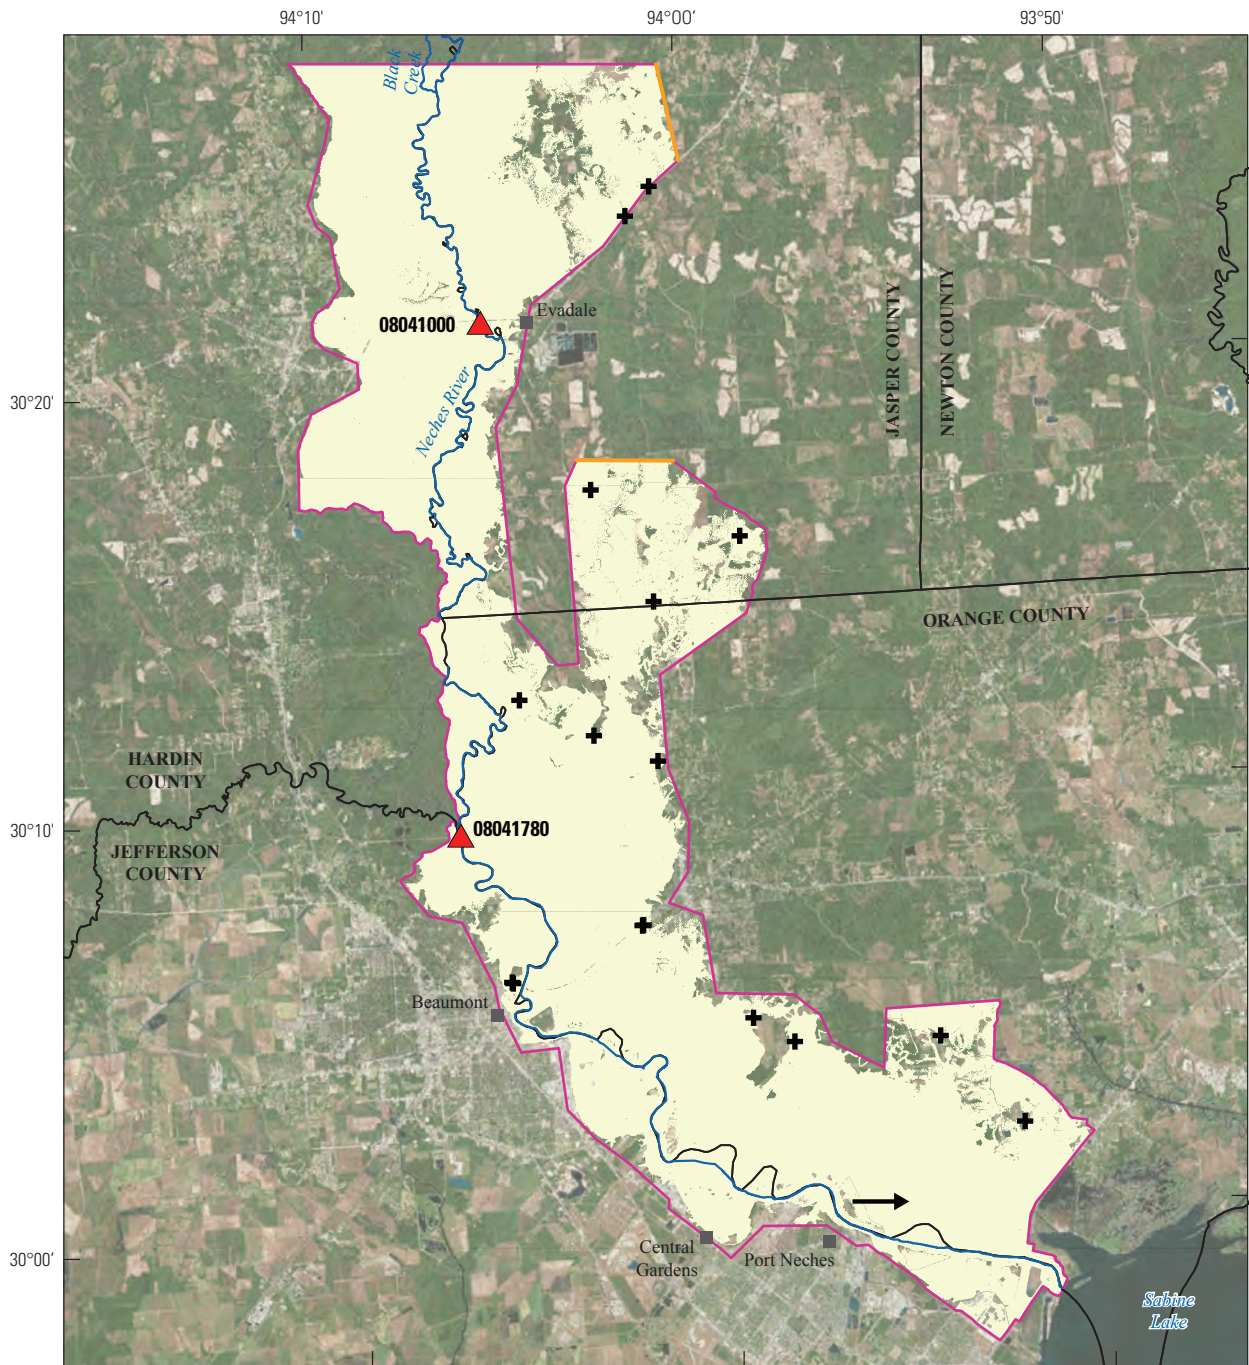 94°10'
94°00'
93°50'
Black
Creek
Evadale
08041000
JASPER COUNTY
NEWTON COUNTY
Neches River
30°20'
ORANGE COUNTY
HARDIN
COUNTY
08041780
30°10'
JEFFERSON
COUNTY
Beaumont
Central
Gardens
Port Neches
30°00'
Sabine
Lake